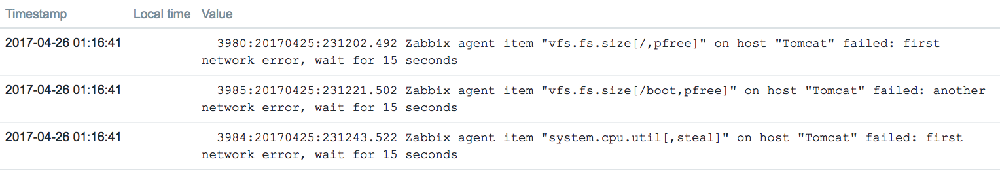 Timestamp Local time Value
2017-04-26 01:16:41 3980:20170425:231202.492 Zabbix agent item "vfs.fs.size[/,pfree]" on host "Tomcat" failed: first
network error, wait for 15 seconds
2017-04-26 01:16:41 3985:20170425:231221.502 Zabbix agent item "vfs.fs.size[/boot,pfree]" on host "Tomcat" failed: another
network error, wait for 15 seconds
2017-04-26 01:16:41 3984:20170425:231243.522 Zabbix agent item "system.cpu.util[,steal]" on host "Tomcat" failed: first
network error, wait for 15 seconds